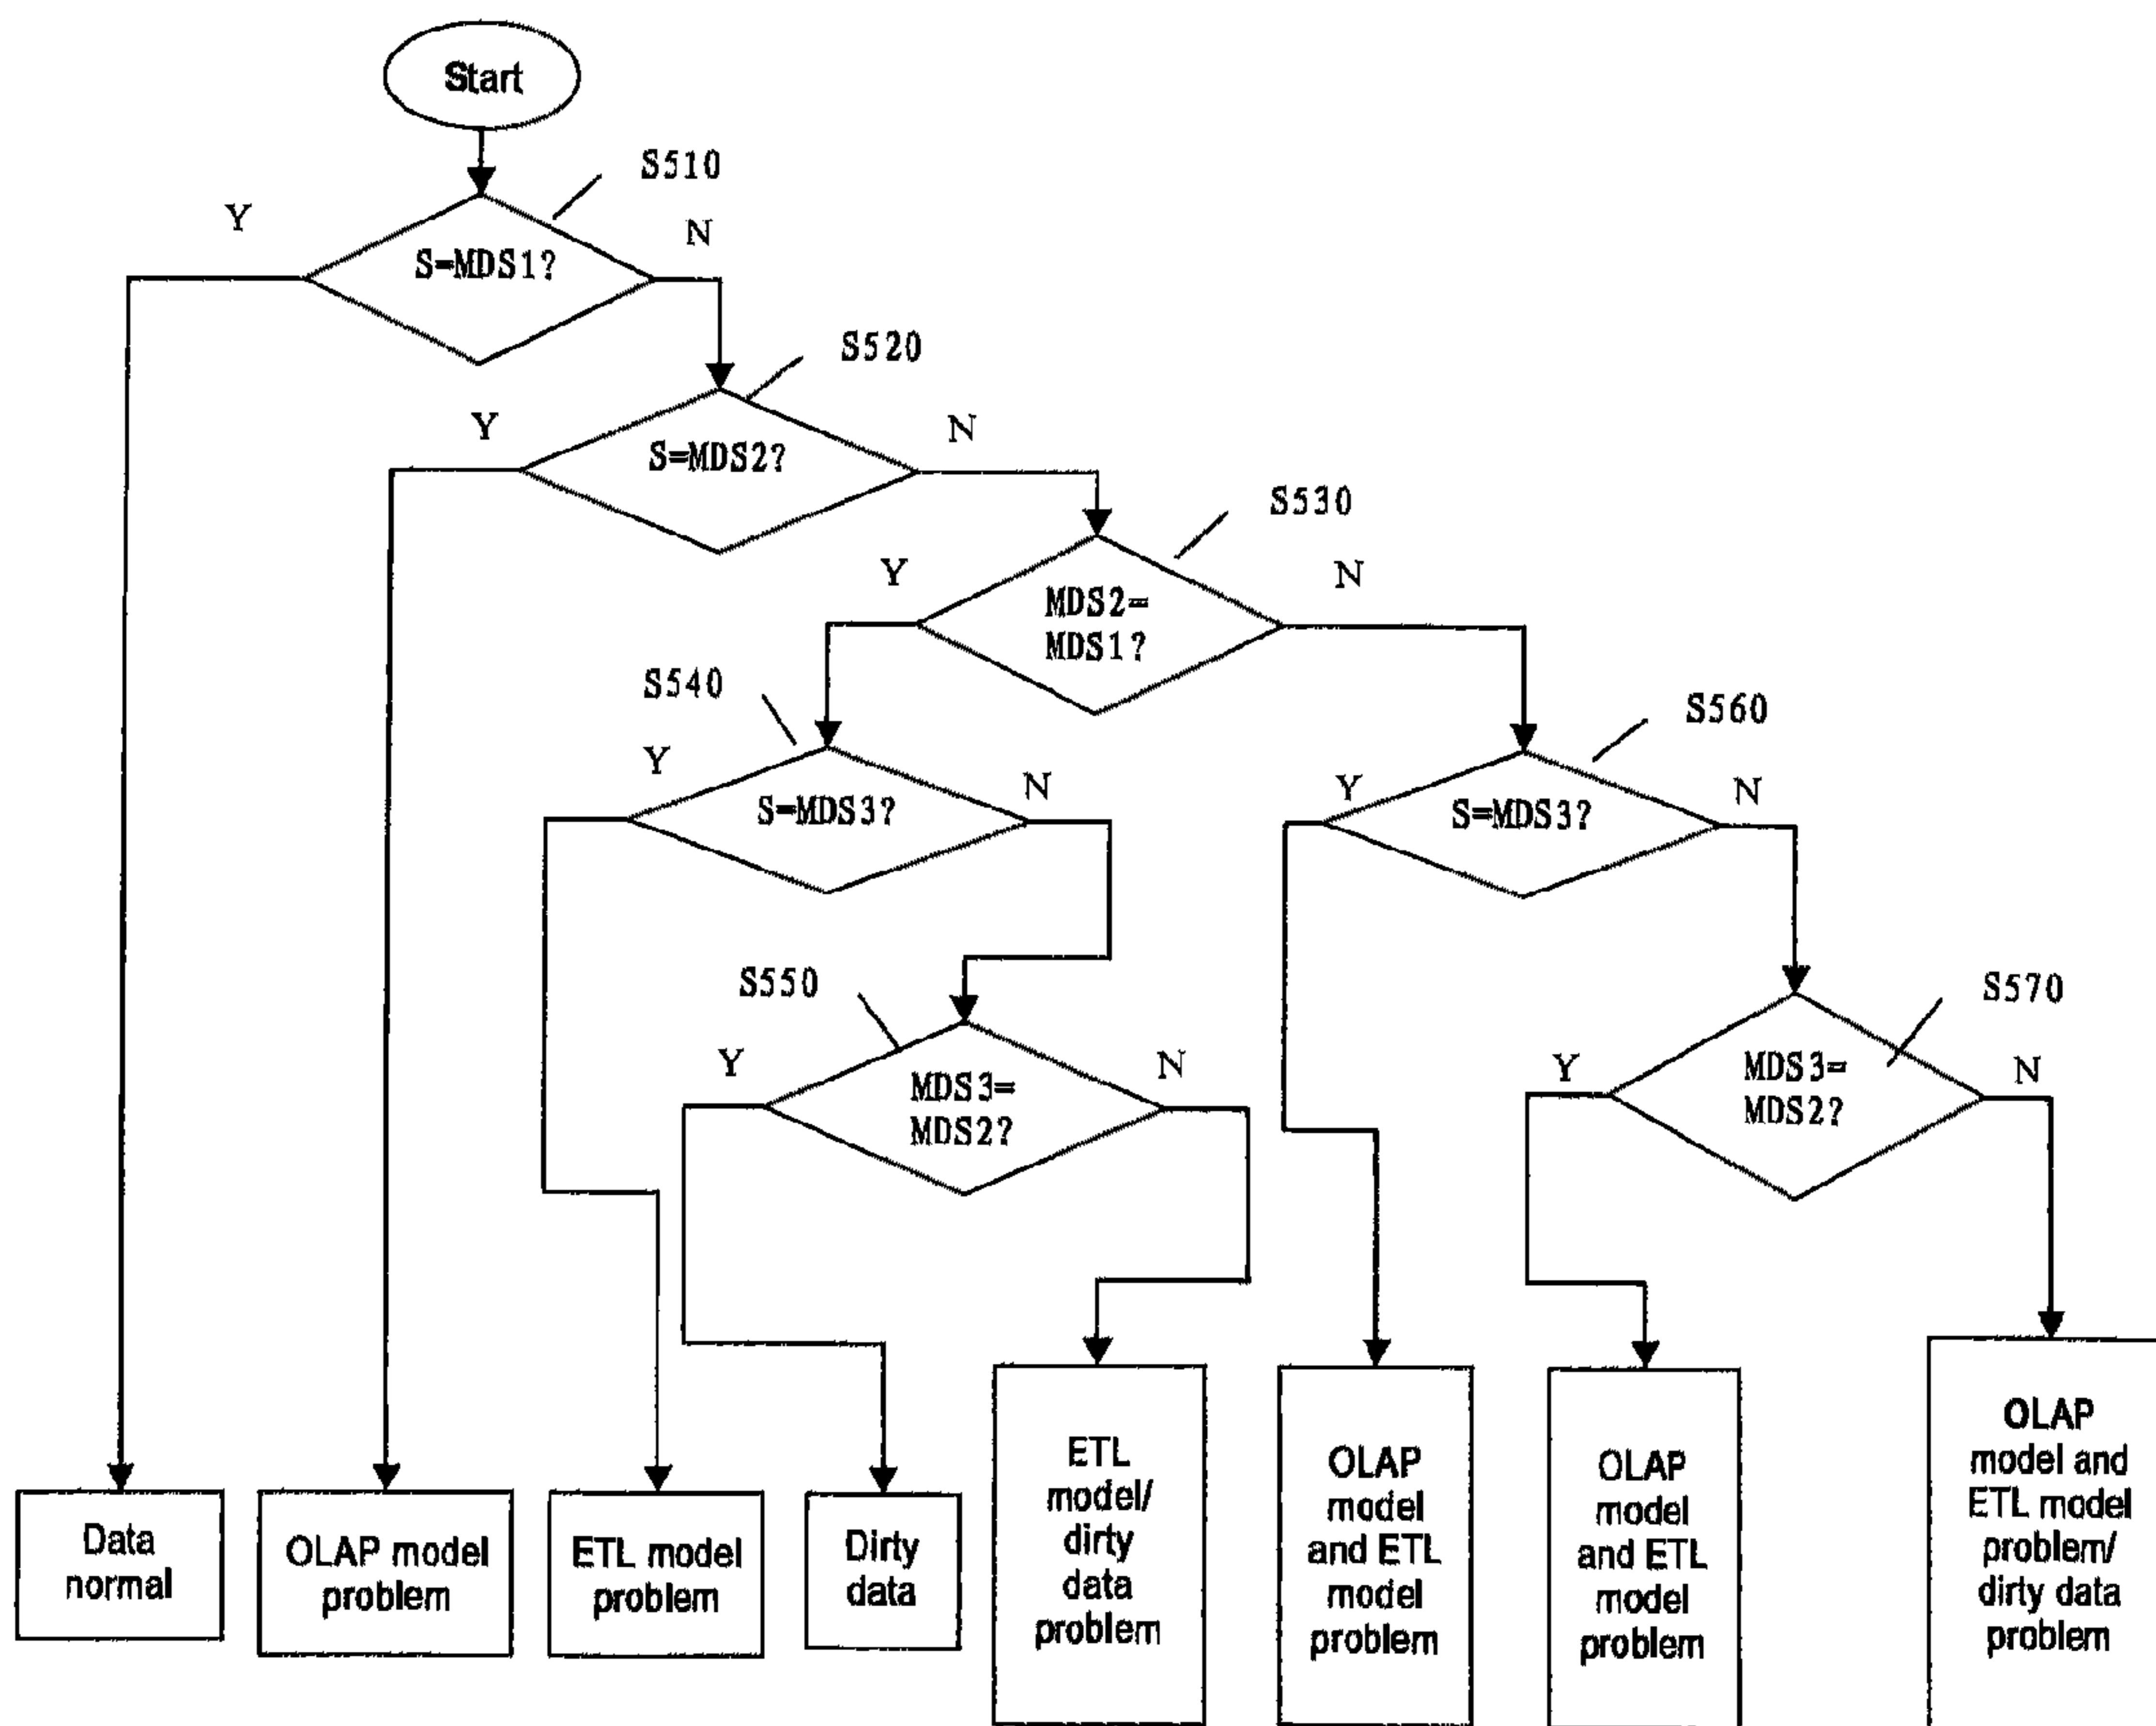 Start
S510
Y
N
S=MDS1?
S520
Y
N
S=MDS2?
S530
Y
N
MDS2=
MDS1?
S540
S560
Y
N
S=MDS3?
Y
N
S=MDS3?
S550
S570
Y
N
MDS3=
MDS2?
Y
N
MDS3=
MDS2?
Data
normal
OLAP model
problem
ETL model
problem
Dirty
data
ETL
model/
dirty
data
problem
OLAP
model
and ETL
model
problem
OLAP
model
and ETL
model
problem
OLAP
model and
ETL model
problem/
dirty data
problem